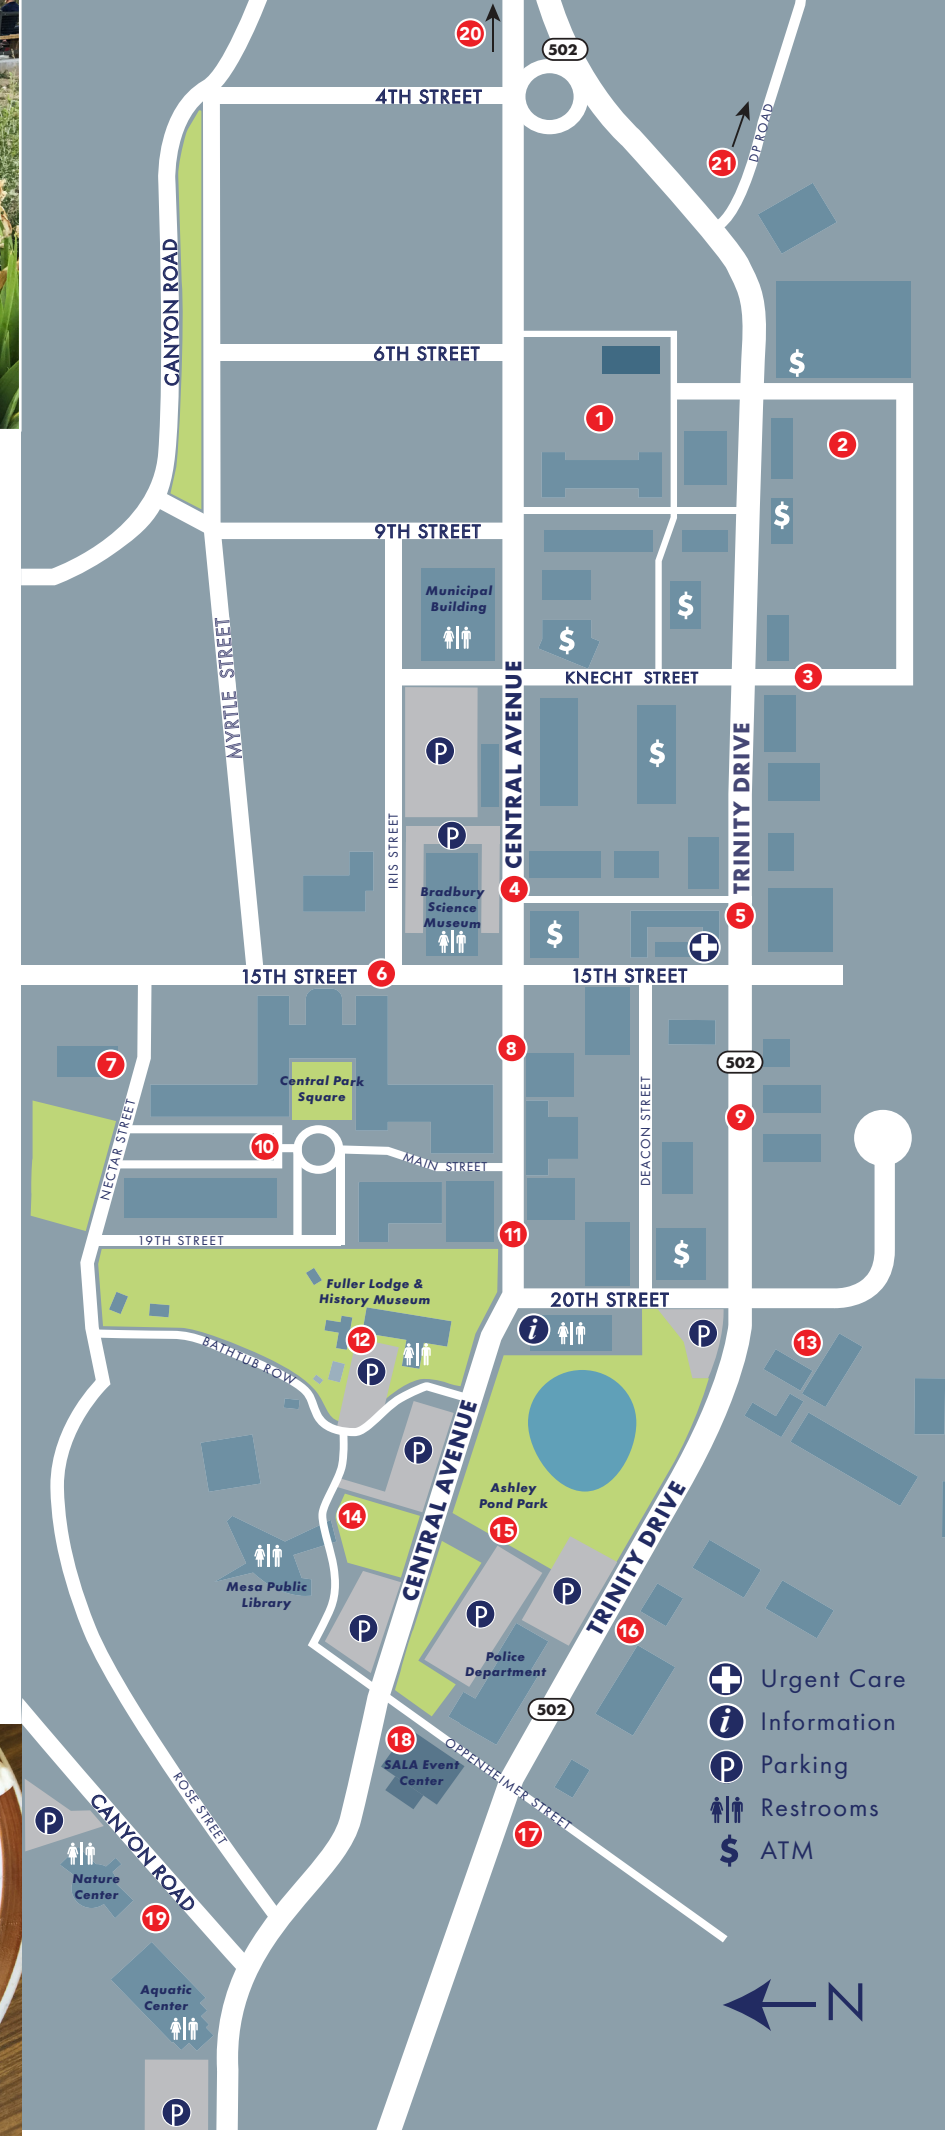 20
502
4TH STREET
21
DP ROAD
CANYON ROAD
6TH STREET
$
1
2
$
9TH STREET
Municipal
Building
$
$
MYRTLE STREET
KNECHT STREET
3
CENTRAL AVENUE
P
$
TRINITY DRIVE
IRIS STREET
P
Bradbury
Science
Museum
4
5
$
15TH STREET
6
15TH STREET
7
8
502
Central Park
Square
9
NECTAR STREET
10
MAIN STREET
DEACON STREET
11
19TH STREET
$
Fuller Lodge &
History Museum
20TH STREET
12
i
P
13
BATHTUB ROW
P
P
CENTRAL AVENUE
Ashley
Pond Park
14
15
TRINITY DRIVE
Mesa Public
Library
P
P
P
16
Police
Department
502
Urgent Care
i Information
P Parking
Restrooms
$ ATM
18
SALA Event
Center
OPPENHEIMER STREET
17
ROSE STREET
P
CANYON ROAD
Nature
Center
19
Aquatic
Center
N
P